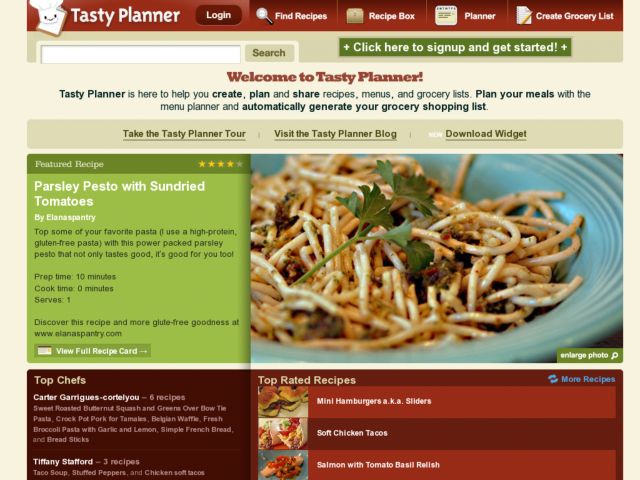 Tasty Planner
Login
Find Recipes
Recipe Box
Planner
Create Grocery List
Search
+ Click here to signup and get started! +
Welcome to Tasty Planner!
Tasty Planner is here to help you create, plan and share recipes, menus, and grocery lists. Plan your meals with the
menu planner and automatically generate your grocery shopping list.
Take the Tasty Planner Tour | Visit the Tasty Planner Blog | NEW Download Widget
Featured Recipe
Parsley Pesto with Sundried
Tomatoes
By Elanaspantry
Top some of your favorite pasta (I use a high-protein,
gluten-free pasta) with this power packed parsley
pesto that not only tastes good, it's good for you too!
Prep time: 10 minutes
Cook time: 0 minutes
Serves: 1
Discover this recipe and more glute-free goodness at
www.elanaspantry.com
View Full Recipe Card →
enlarge photo
Top Chefs
Carter Garrigues-cortelyou – 6 recipes
Sweet Roasted Butternut Squash and Greens Over Bow Tie
Pasta, Crock Pot Pork for Tamales, Belgian Waffle, Fresh
Broccoli Pasta with Garlic and Lemon, Simple French Bread,
and Bread Sticks
Tiffany Stafford – 3 recipes
Taco Soup, Stuffed Peppers, and Chicken soft tacos
Top Rated Recipes
More Recipes
Mini Hamburgers a.k.a. Sliders
Soft Chicken Tacos
Salmon with Tomato Basil Relish